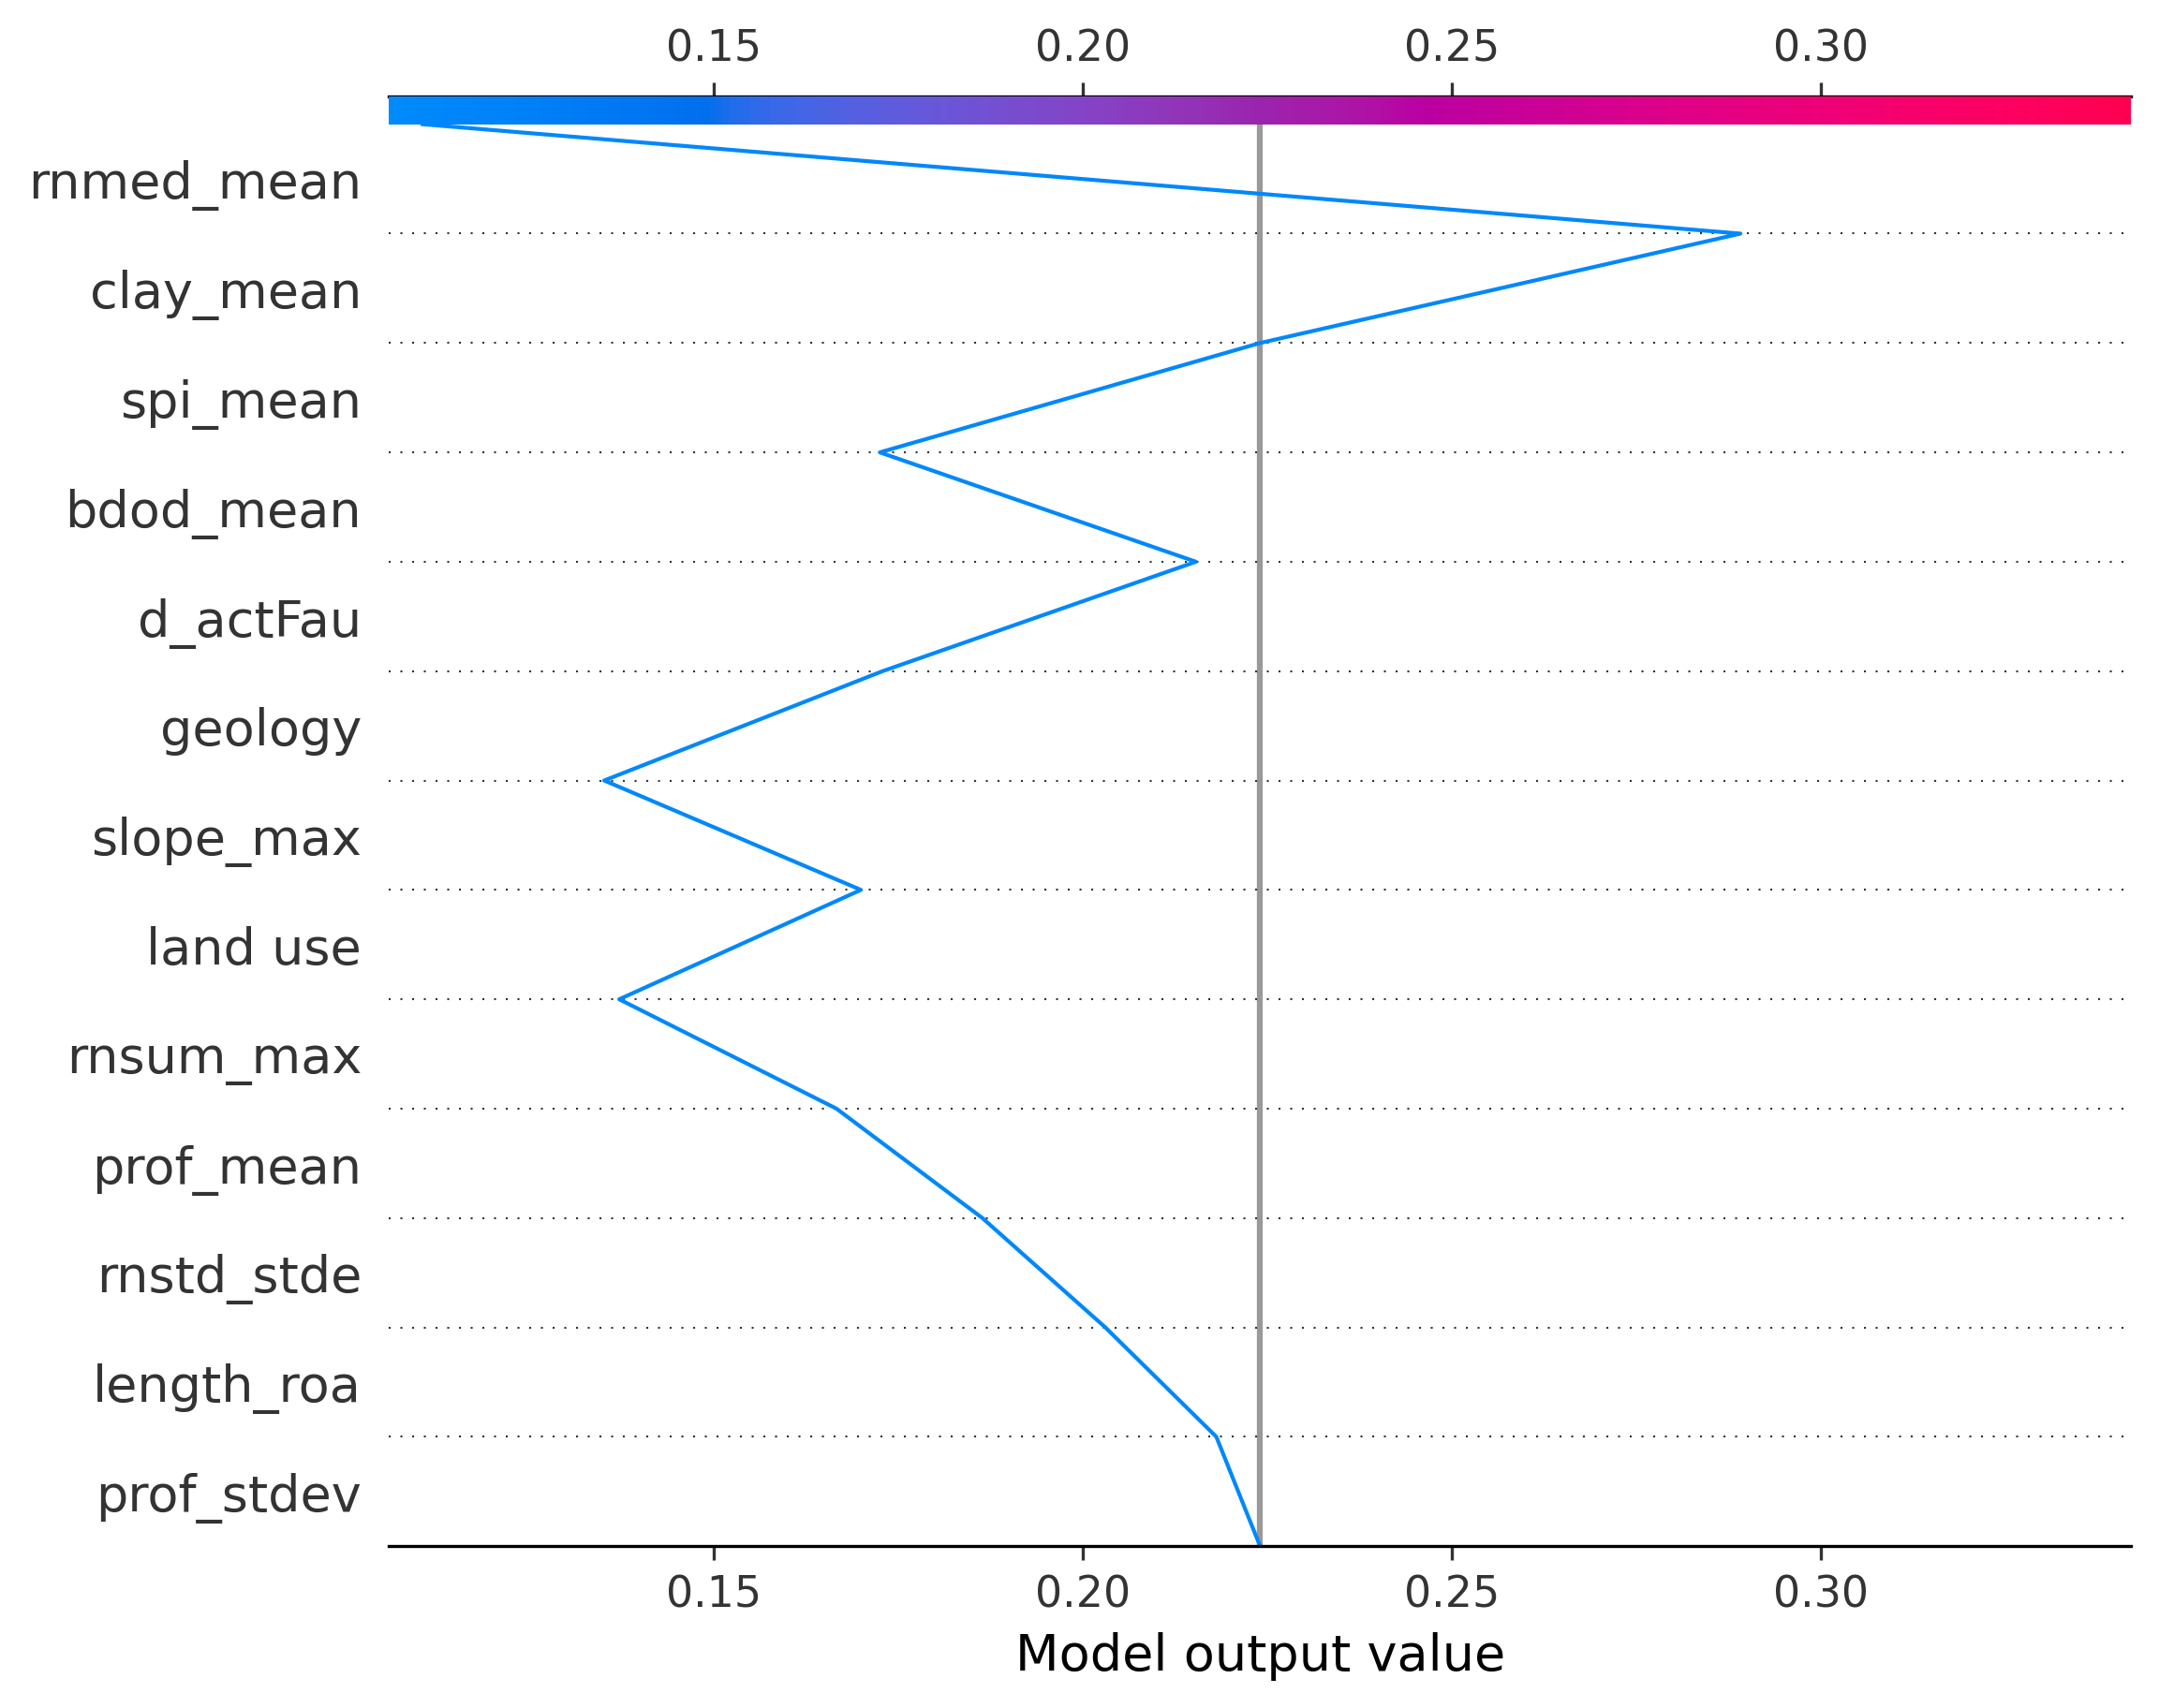 0.15 0.20 0.25 0.30
rnmed_mean
clay_mean
spi_mean
bdod_mean
d_actFau
geology
slope_max
land use
rnsum_max
prof_mean
rnstd_stde
length_roa
prof_stdev
0.15 0.20 0.25 0.30
Model output value